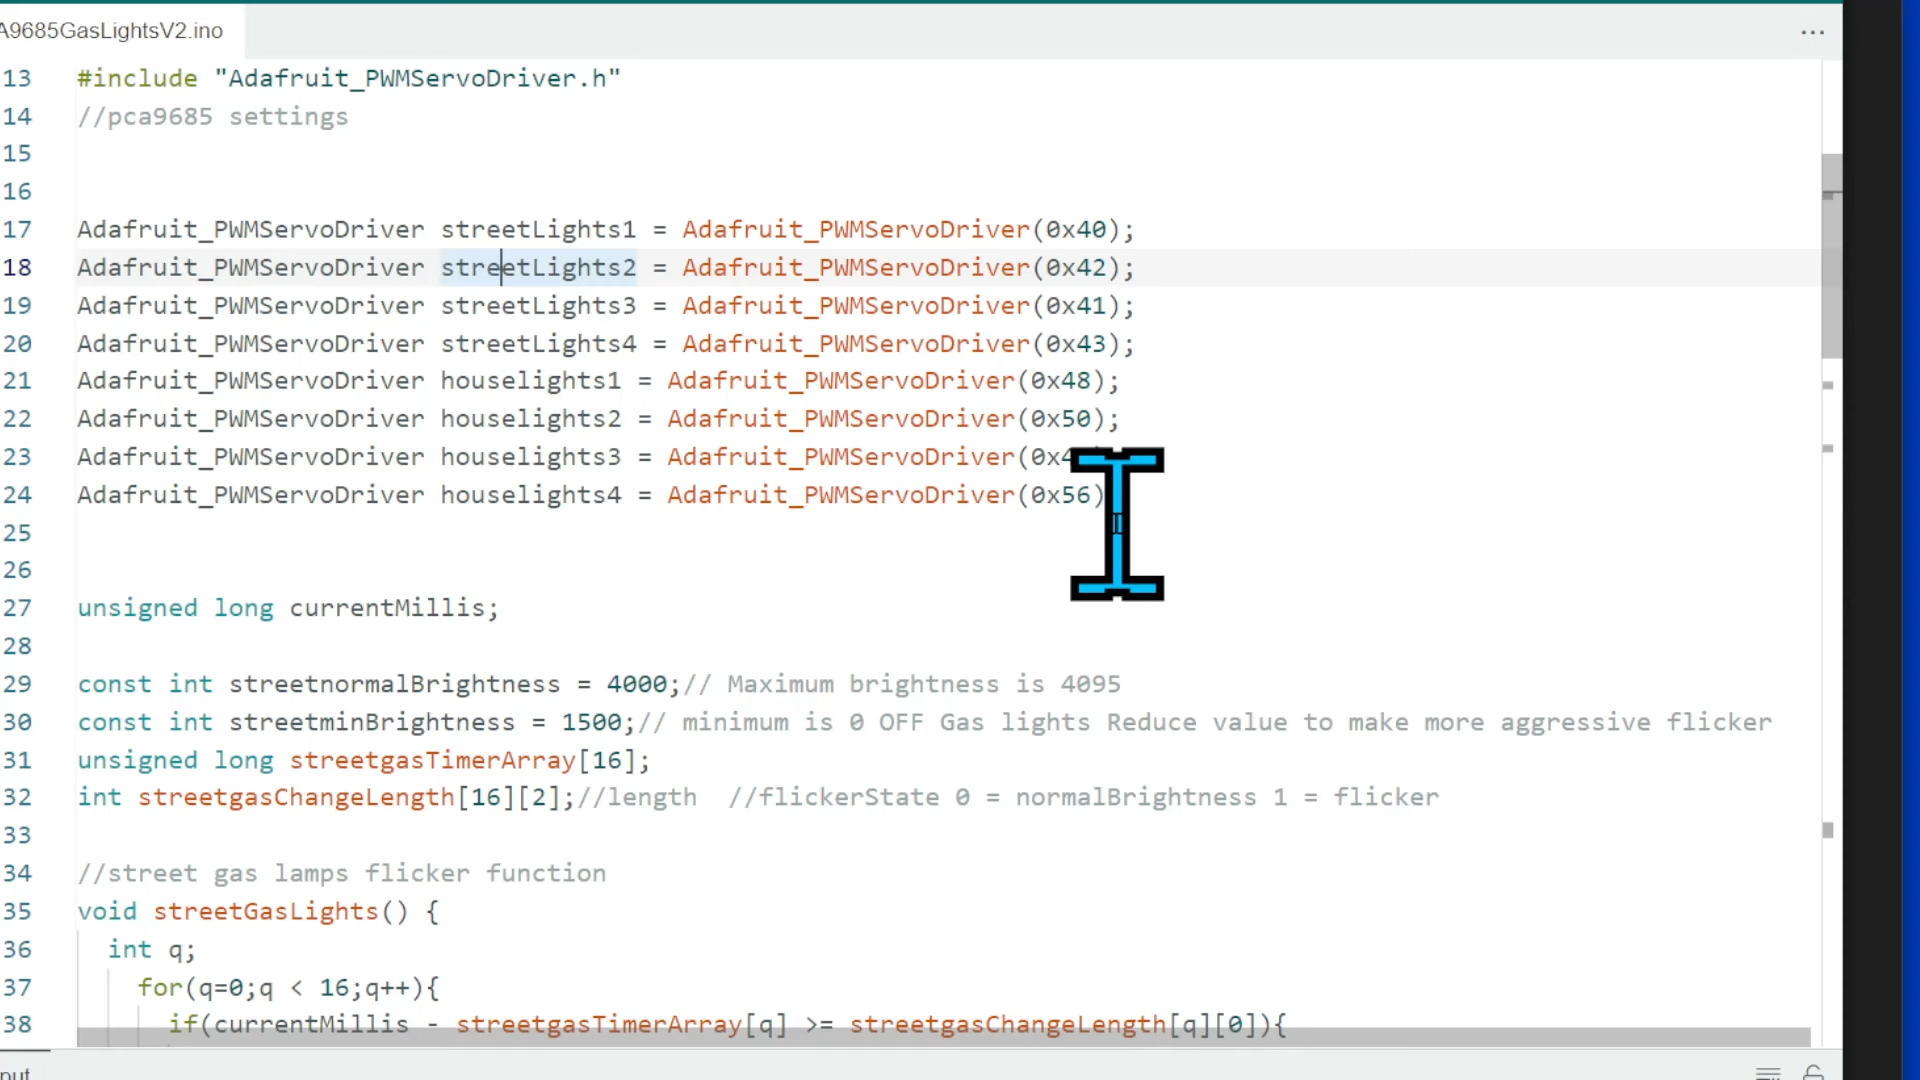 A9685GasLightsV2.ino
13 #include "Adafruit_PWMServoDriver.h"
14 //pca9685 settings
15
16
17 Adafruit_PWMServoDriver streetLights1 = Adafruit_PWMServoDriver(0x40);
18 Adafruit_PWMServoDriver streetLights2 = Adafruit_PWMServoDriver(0x42);
19 Adafruit_PWMServoDriver streetLights3 = Adafruit_PWMServoDriver(0x41);
20 Adafruit_PWMServoDriver streetLights4 = Adafruit_PWMServoDriver(0x43);
21 Adafruit_PWMServoDriver houselights1 = Adafruit_PWMServoDriver(0x48);
22 Adafruit_PWMServoDriver houselights2 = Adafruit_PWMServoDriver(0x50);
23 Adafruit_PWMServoDriver houselights3 = Adafruit_PWMServoDriver(0x4
24 Adafruit_PWMServoDriver houselights4 = Adafruit_PWMServoDriver(0x56)
25
26
27 unsigned long currentMillis;
28
29 const int streetnormalBrightness = 4000;// Maximum brightness is 4095
30 const int streetminBrightness = 1500;// minimum is 0 OFF Gas lights Reduce value to make more aggressive flicker
31 unsigned long streetgasTimerArray[16];
32 int streetgasChangeLength[16][2];//length //flickerState 0 = normalBrightness 1 = flicker
33
34 //street gas lamps flicker function
35 void streetGasLights() {
36 int q;
37 for(q=0;q < 16;q++){
38 if(currentMillis - streetgasTimerArray[q] >= streetgasChangeLength[q][0]){